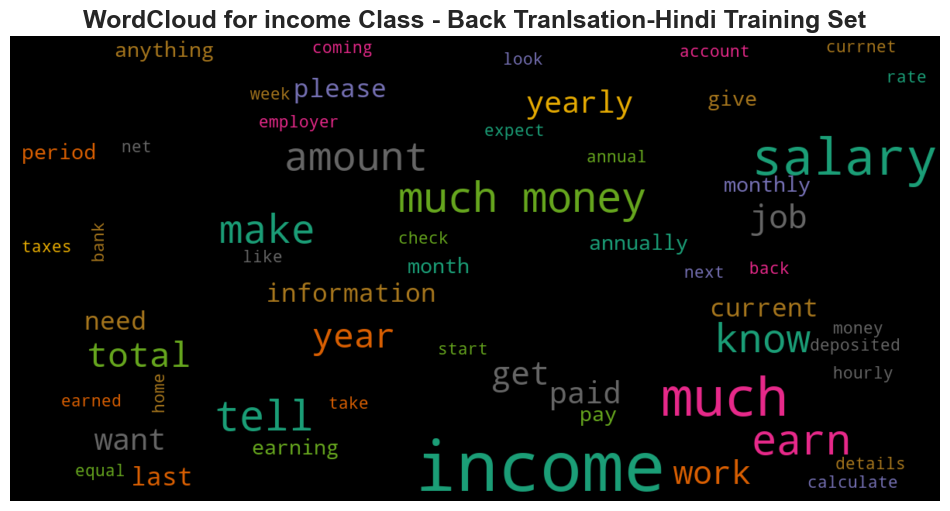 WordCloud for income Class - Back Tranlsation-Hindi Training Set
anything
coming
look
account
currnet
rate
week
please
yearly
give
employer
expect
period
net
amount
annual
salary
monthly
much money
job
make
taxes
bank
like
check
month
annually
next
back
information
current
need
year
know
money
deposited
total
start
get
hourly
earned
home
take
paid
much
tell
pay
want
earning
earn
equal
last
income
work
details
calculate